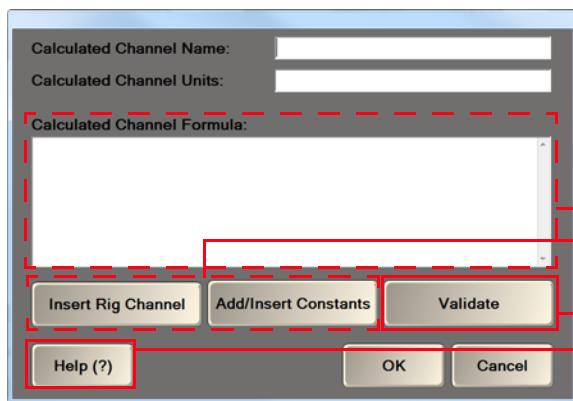 Calculated Channel Name:
Calculated Channel Units:
Calculated Channel Formula:
Insert Rig Channel Add/Insert Constants Validate
Help (?) OK Cancel